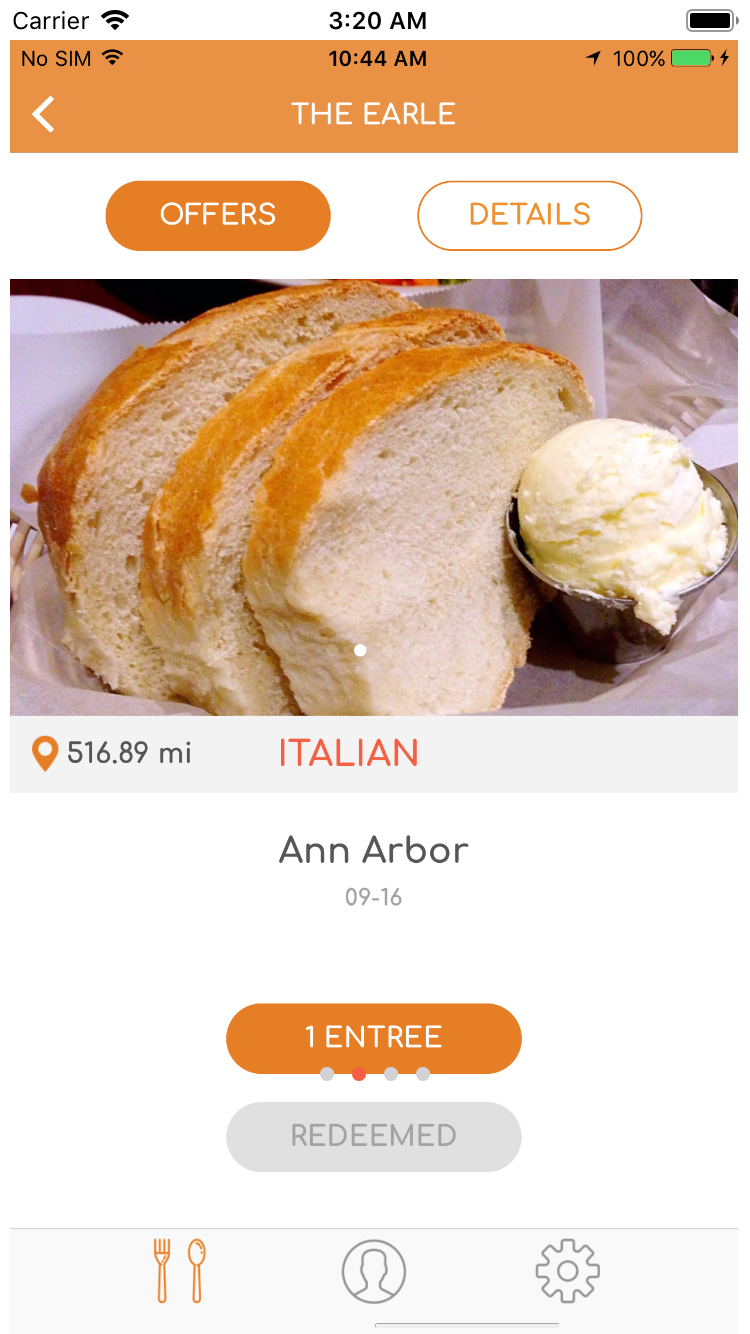 Carrier 3:20 AM
No SIM 10:44 AM 100%
THE EARLE
OFFERS DETAILS
516.89 mi ITALIAN
Ann Arbor
09-16
1 ENTREE
REDEEMED